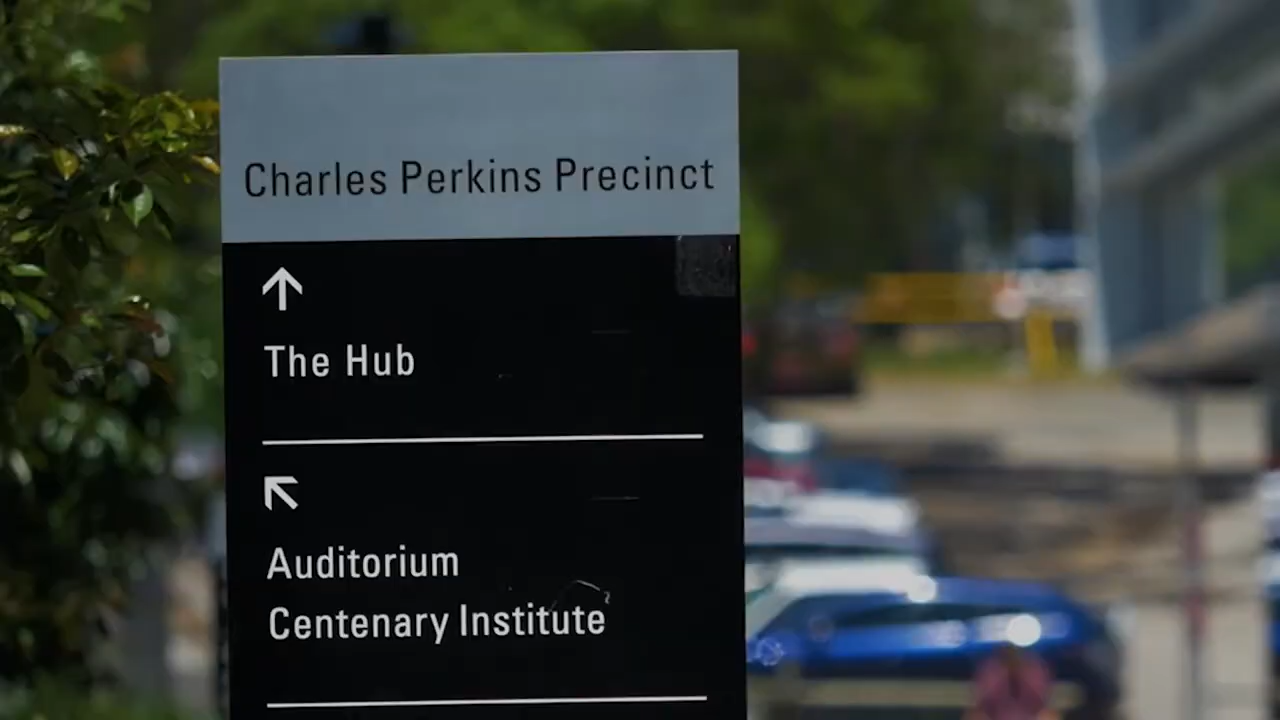 Charles Perkins Precinct
The Hub
Auditorium
Centenary Institute